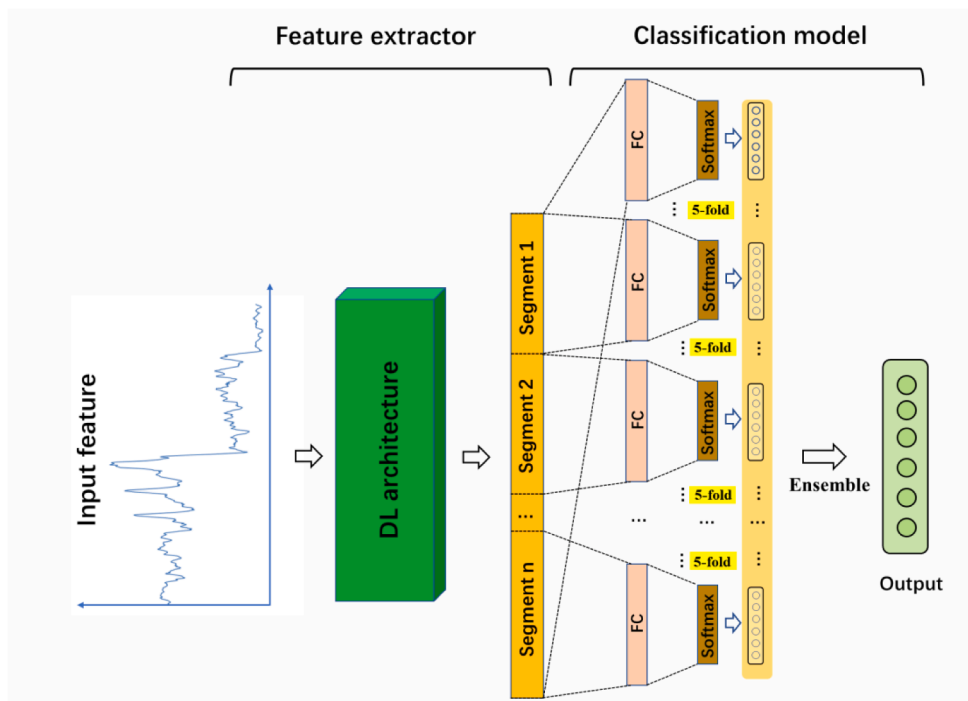 Feature extractor
Classification model
Input feature
DL architecture
Segment 1
Segment 2
...
Segment n
FC
Softmax
... 5-fold ...
FC
Softmax
... 5-fold ...
FC
Softmax
... 5-fold ...
... ... ...
... 5-fold ...
FC
Softmax
Ensemble
Output